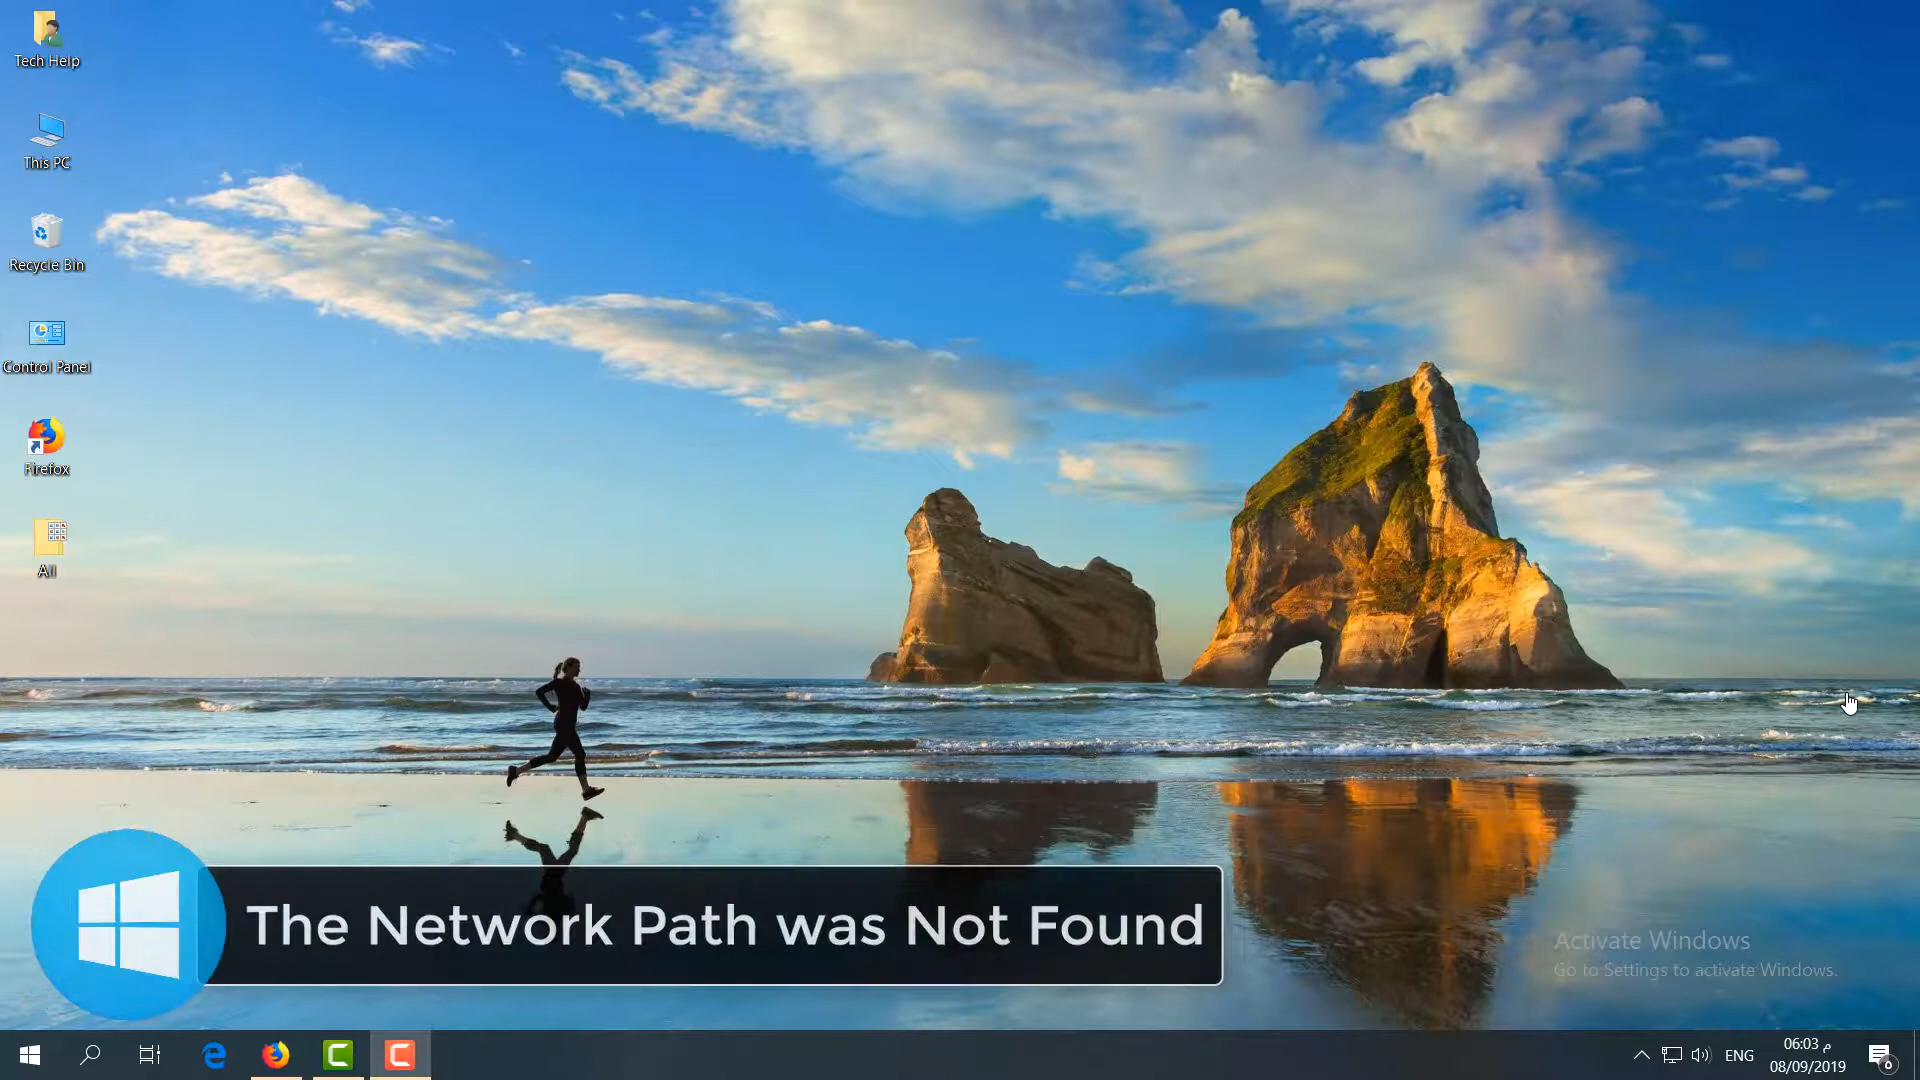 Tech Help
This PC
Recycle Bin
Control Panel
Firefox
All
The Network Path was Not Found
Activate Windows
Go to Settings to activate Windows.
ENG
06:03 م
08/09/2019
0